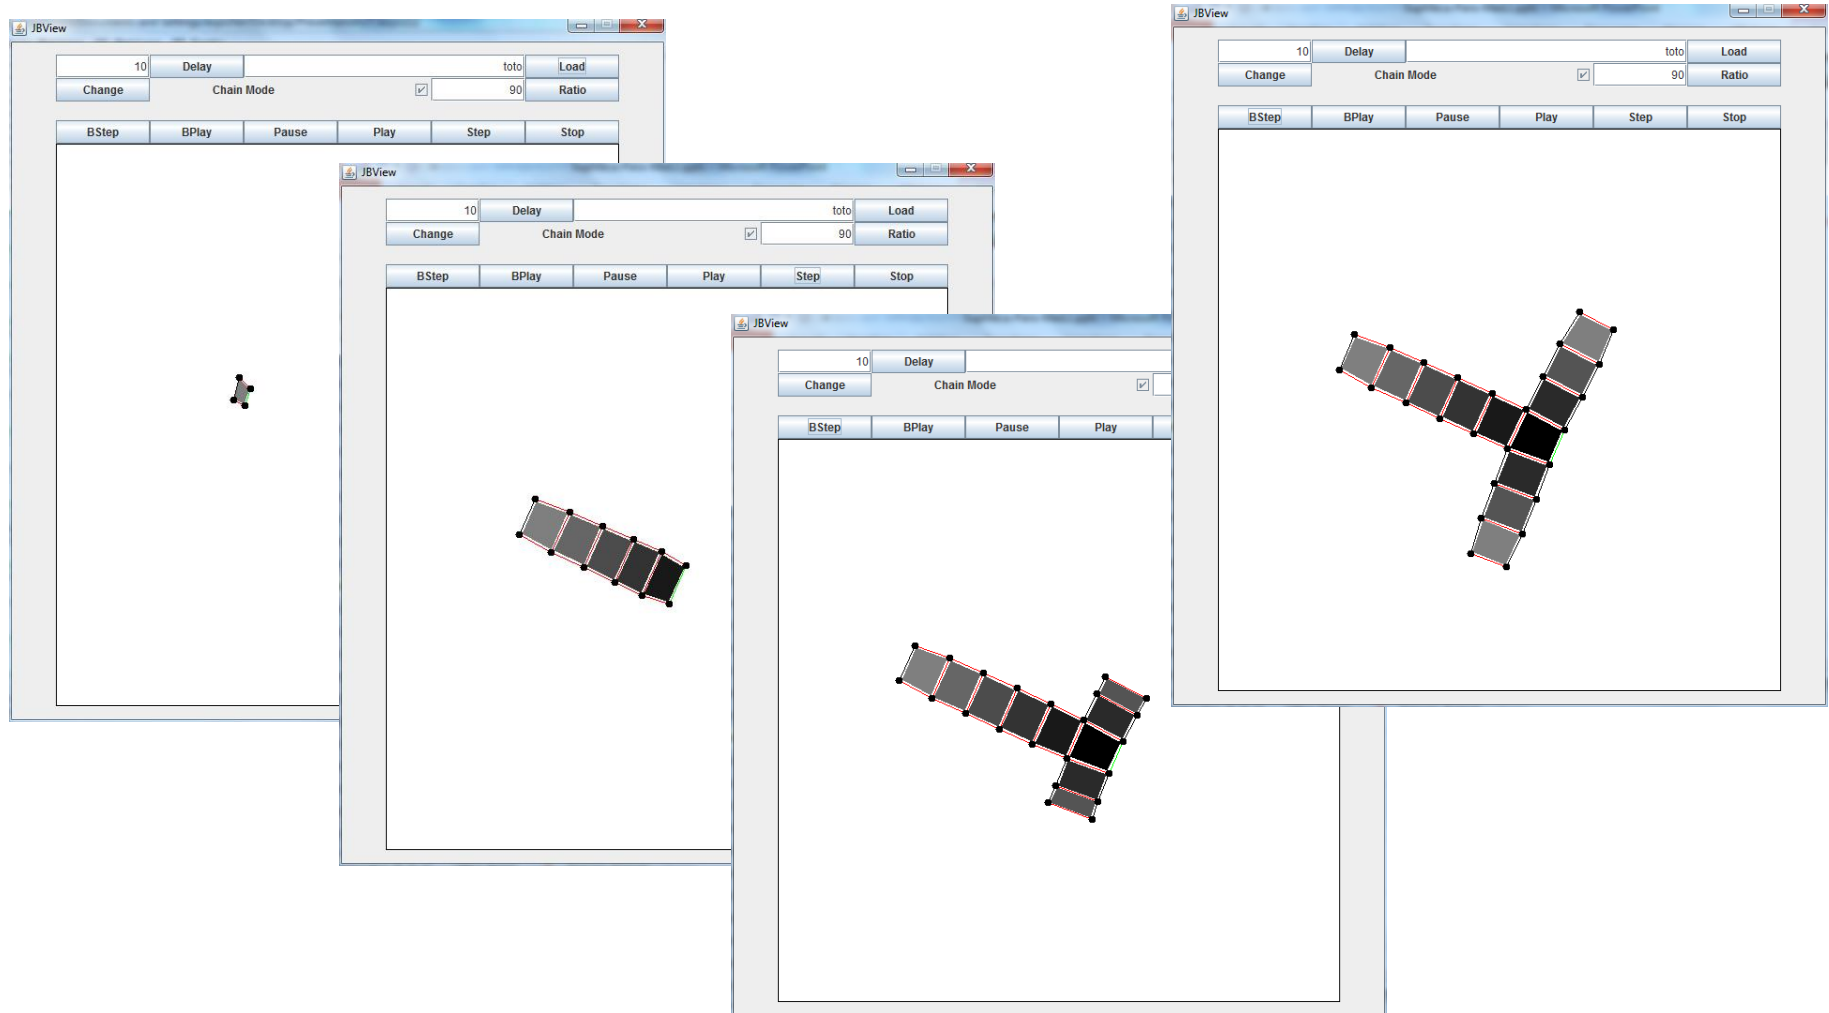 JBView
10 Delay toto Load
Change Chain Mode 90 Ratio
BStep BPlay Pause Play Step Stop
JBView
10 Delay toto Load
Change Chain Mode 90 Ratio
BStep BPlay Pause Play Step Stop
JBView
10 Delay
Change Chain Mode
BStep BPlay Pause Play
JBView
10 Delay toto Load
Change Chain Mode 90 Ratio
BStep BPlay Pause Play Step Stop